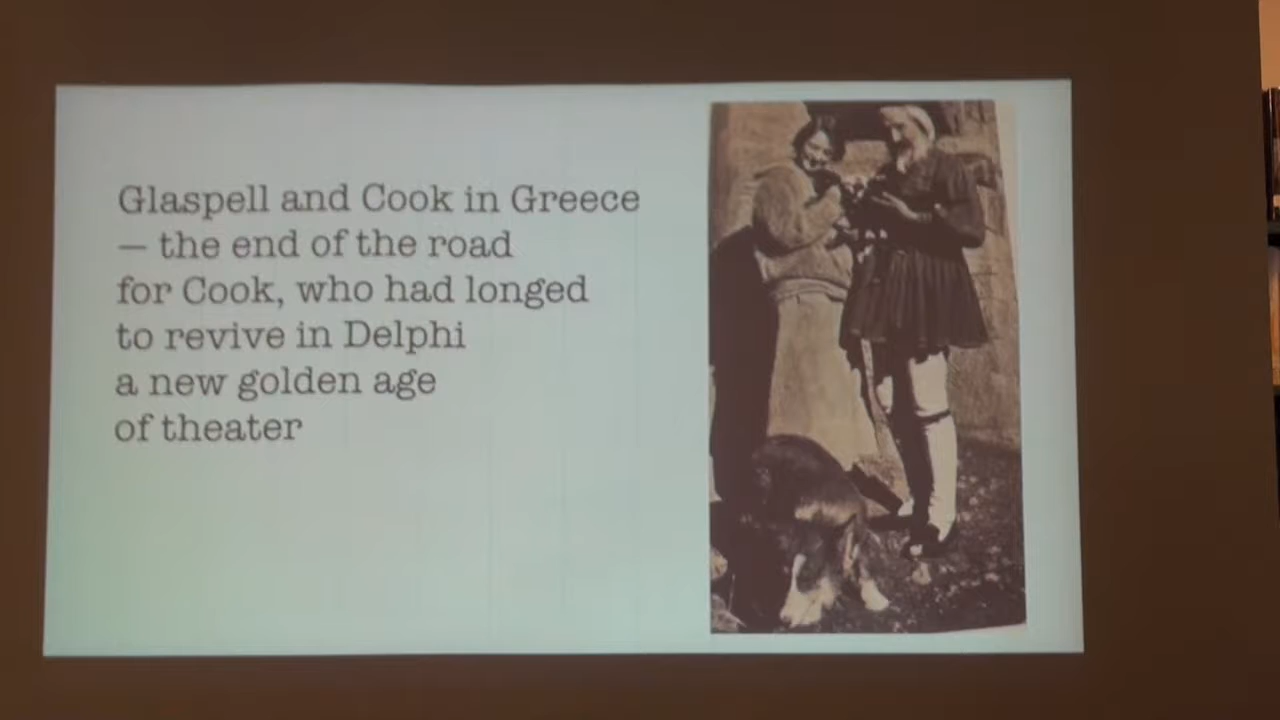 Glaspell and Cook in Greece
— the end of the road
for Cook, who had longed
to revive in Delphi
a new golden age
of theater